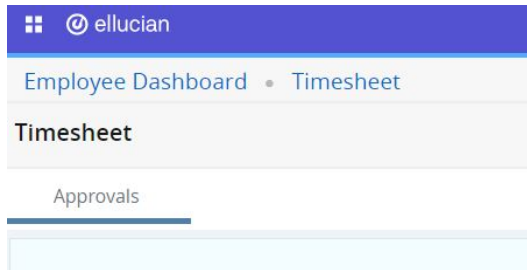 ellucian
Employee Dashboard • Timesheet
Timesheet
Approvals